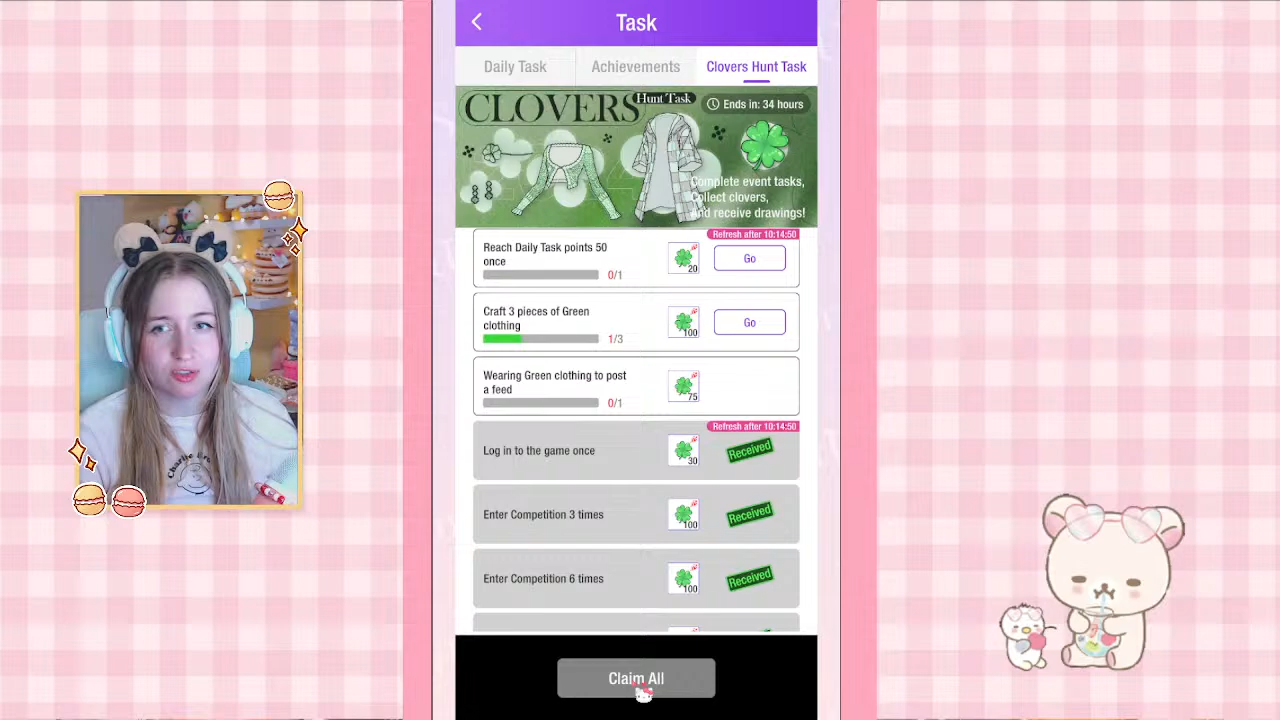 Task
Daily Task
Achievements
Clovers Hunt Task
CLOVERS
Hunt Task
Ends in: 34 hours
Complete event tasks,
Collect clovers,
And receive drawings!
Refresh after 10:14:50
Reach Daily Task points 50
once
0/1
20
Go
Craft 3 pieces of Green
clothing
1/3
100
Go
Wearing Green clothing to post
a feed
0/1
75
Refresh after 10:14:50
Log in to the game once
30
Received
Enter Competition 3 times
100
Received
Enter Competition 6 times
100
Received
Claim All